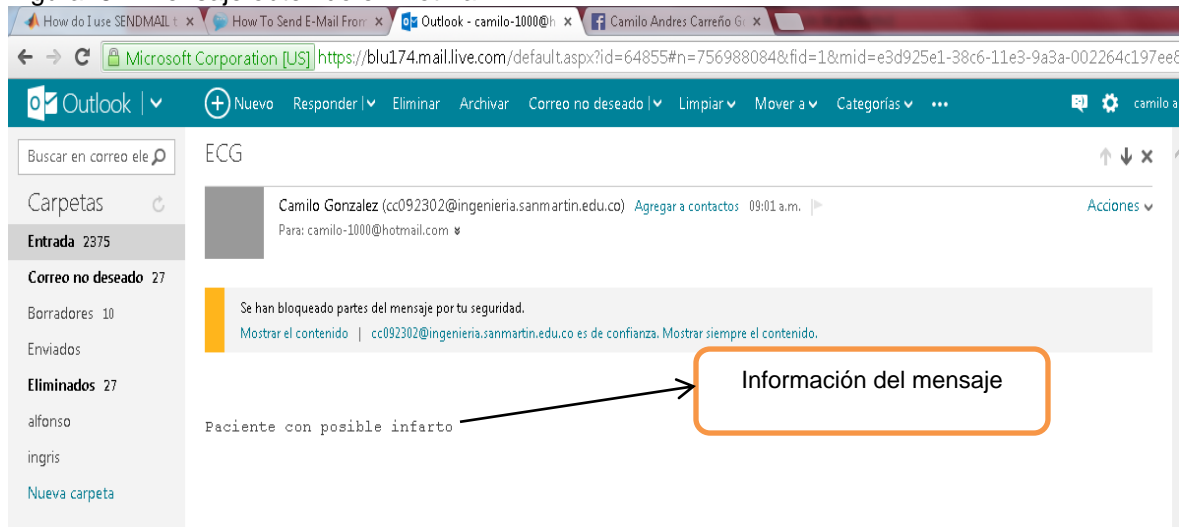 How do I use SENDMAIL t How To Send E-Mail From Outlook - camilo-1000@h Camilo Andres Carreño Go
Microsoft Corporation [US] https://blu174.mail.live.com/default.aspx?id=64855#n=756988084&fid=1&mid=e3d925e1-38c6-11e3-9a3a-002264c197ee8
Outlook Nuevo Responder Eliminar Archivar Correo no deseado Limpiar Mover a Categorías ••• camilo a
Buscar en correo ele
ECG
Carpetas
Camilo Gonzalez (cc092302@ingenieria.sanmartin.edu.co) Agregar a contactos 09:01 a.m. Acciones
Para: camilo-1000@hotmail.com
Entrada 2375
Correo no deseado 27
Borradores 10
Enviados
Eliminados 27
alfonso
ingris
Nueva carpeta
Se han bloqueado partes del mensaje por tu seguridad.
Mostrar el contenido | cc092302@ingenieria.sanmartin.edu.co es de confianza. Mostrar siempre el contenido.
Información del mensaje
Paciente con posible infarto